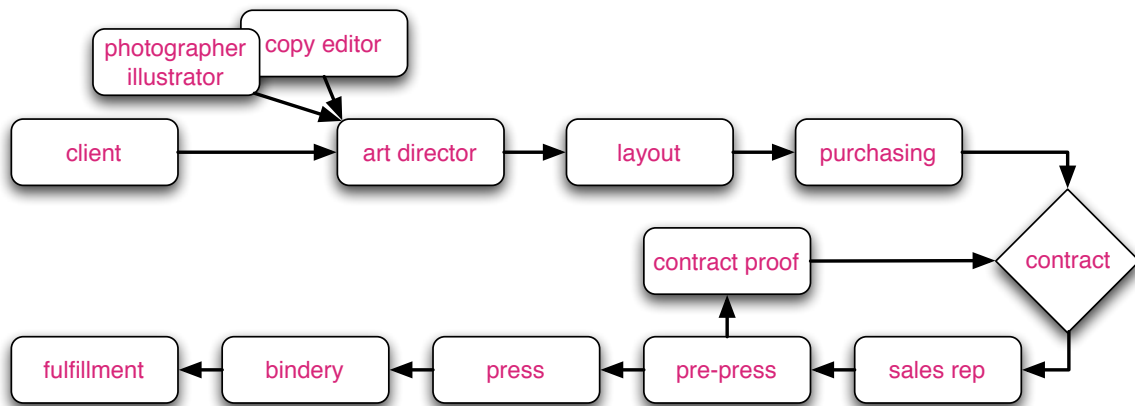 photographer
illustrator
copy editor
client
art director
layout
purchasing
contract proof
contract
fulfillment
bindery
press
pre-press
sales rep